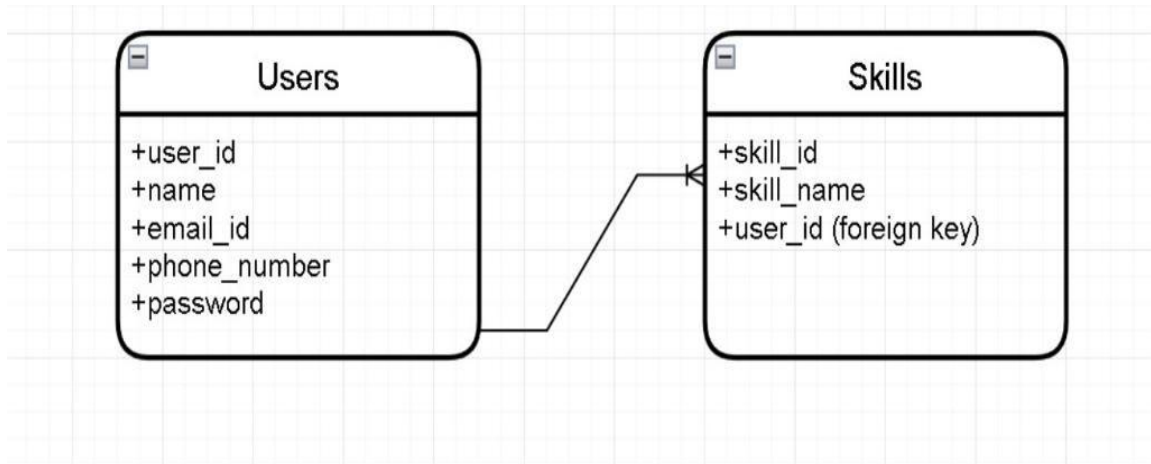 Users
+user_id
+name
+email_id
+phone_number
+password
Skills
+skill_id
+skill_name
+user_id (foreign key)